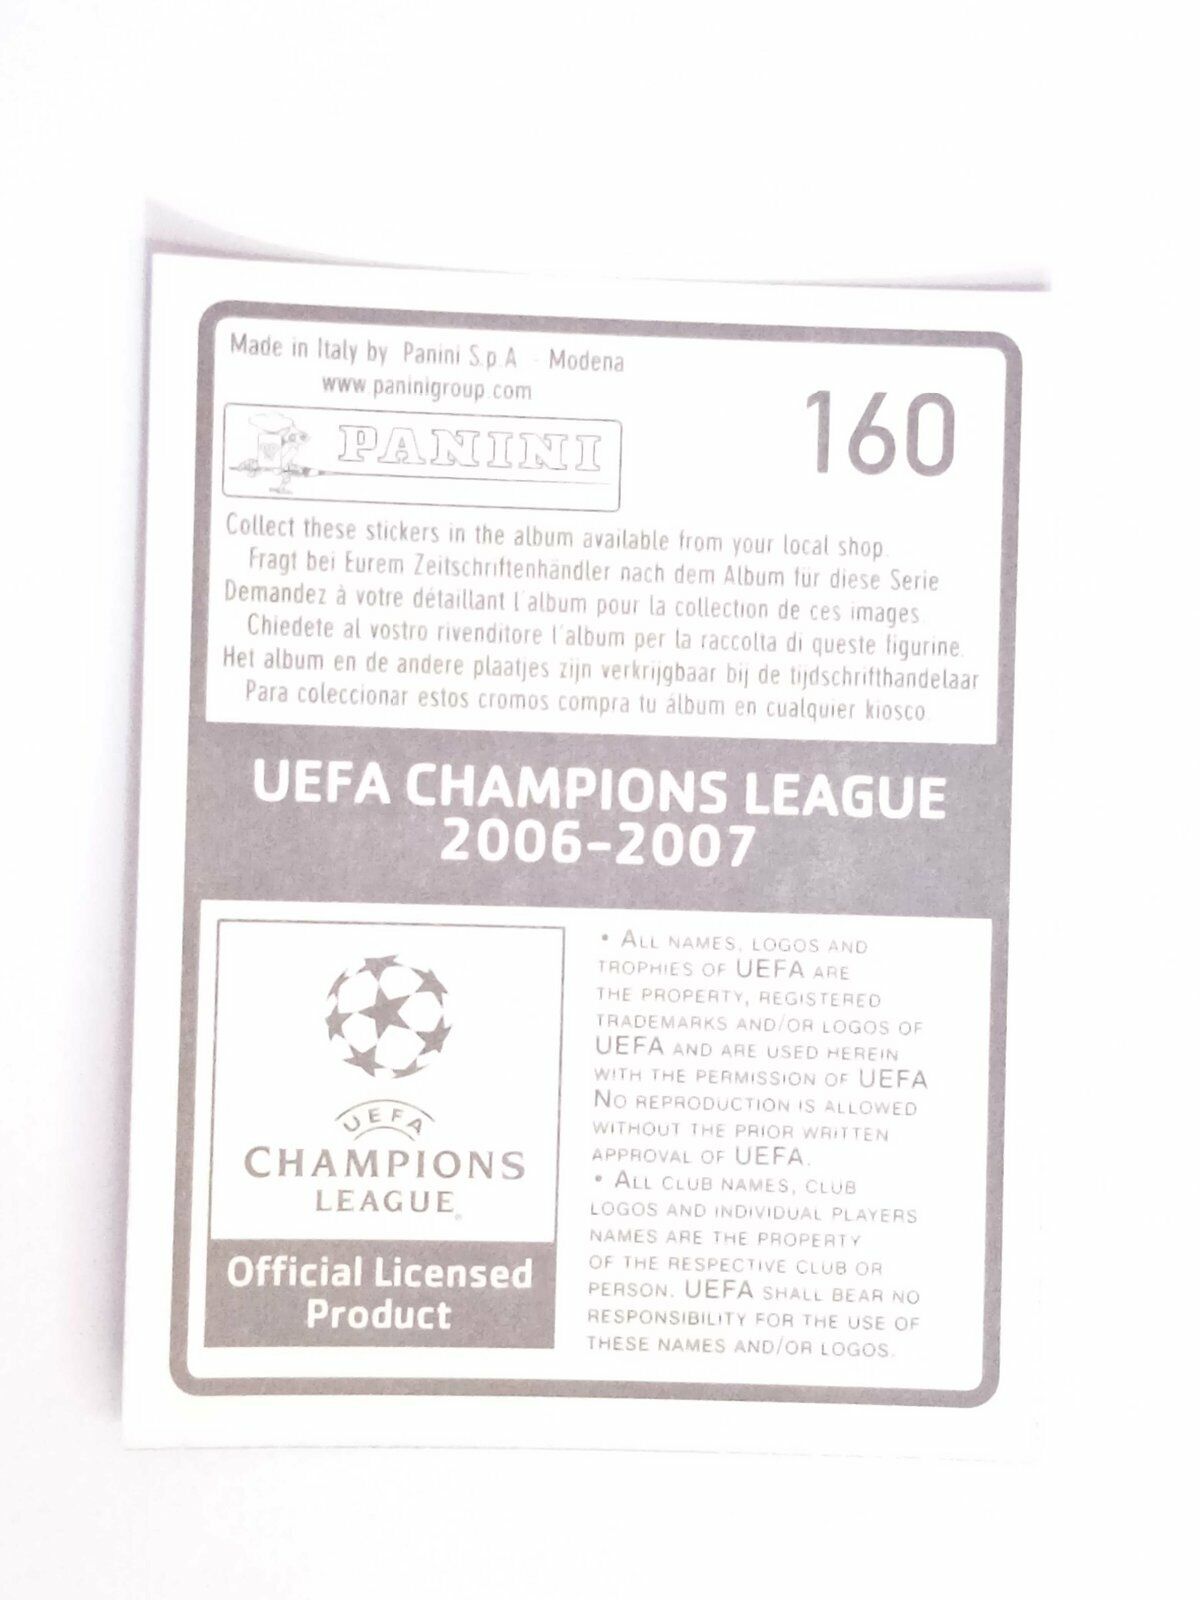 Made in Italy by Panini S.p.A - Modena
www.paninigroup.com
160
PANINI
Collect these stickers in the album available from your local shop.
Fragt bei Eurem Zeitschriftenhändler nach dem Album für diese Serie
Demandez à votre détaillant l'album pour la collection de ces images.
Chiedete al vostro rivenditore l'album per la raccolta di queste figurine.
Het album en de andere plaatjes zijn verkrijgbaar bij de tijdschrifthandelaar
Para coleccionar estos cromos compra tu álbum en cualquier kiosco.
UEFA CHAMPIONS LEAGUE
2006-2007
UEFA
CHAMPIONS
LEAGUE
Official Licensed
Product
• ALL NAMES, LOGOS AND
TROPHIES OF UEFA ARE
THE PROPERTY, REGISTERED
TRADEMARKS AND/OR LOGOS OF
UEFA AND ARE USED HEREIN
WITH THE PERMISSION OF UEFA
NO REPRODUCTION IS ALLOWED
WITHOUT THE PRIOR WRITTEN
APPROVAL OF UEFA.
• ALL CLUB NAMES, CLUB
LOGOS AND INDIVIDUAL PLAYERS
NAMES ARE THE PROPERTY
OF THE RESPECTIVE CLUB OR
PERSON. UEFA SHALL BEAR NO
RESPONSIBILITY FOR THE USE OF
THESE NAMES AND/OR LOGOS.